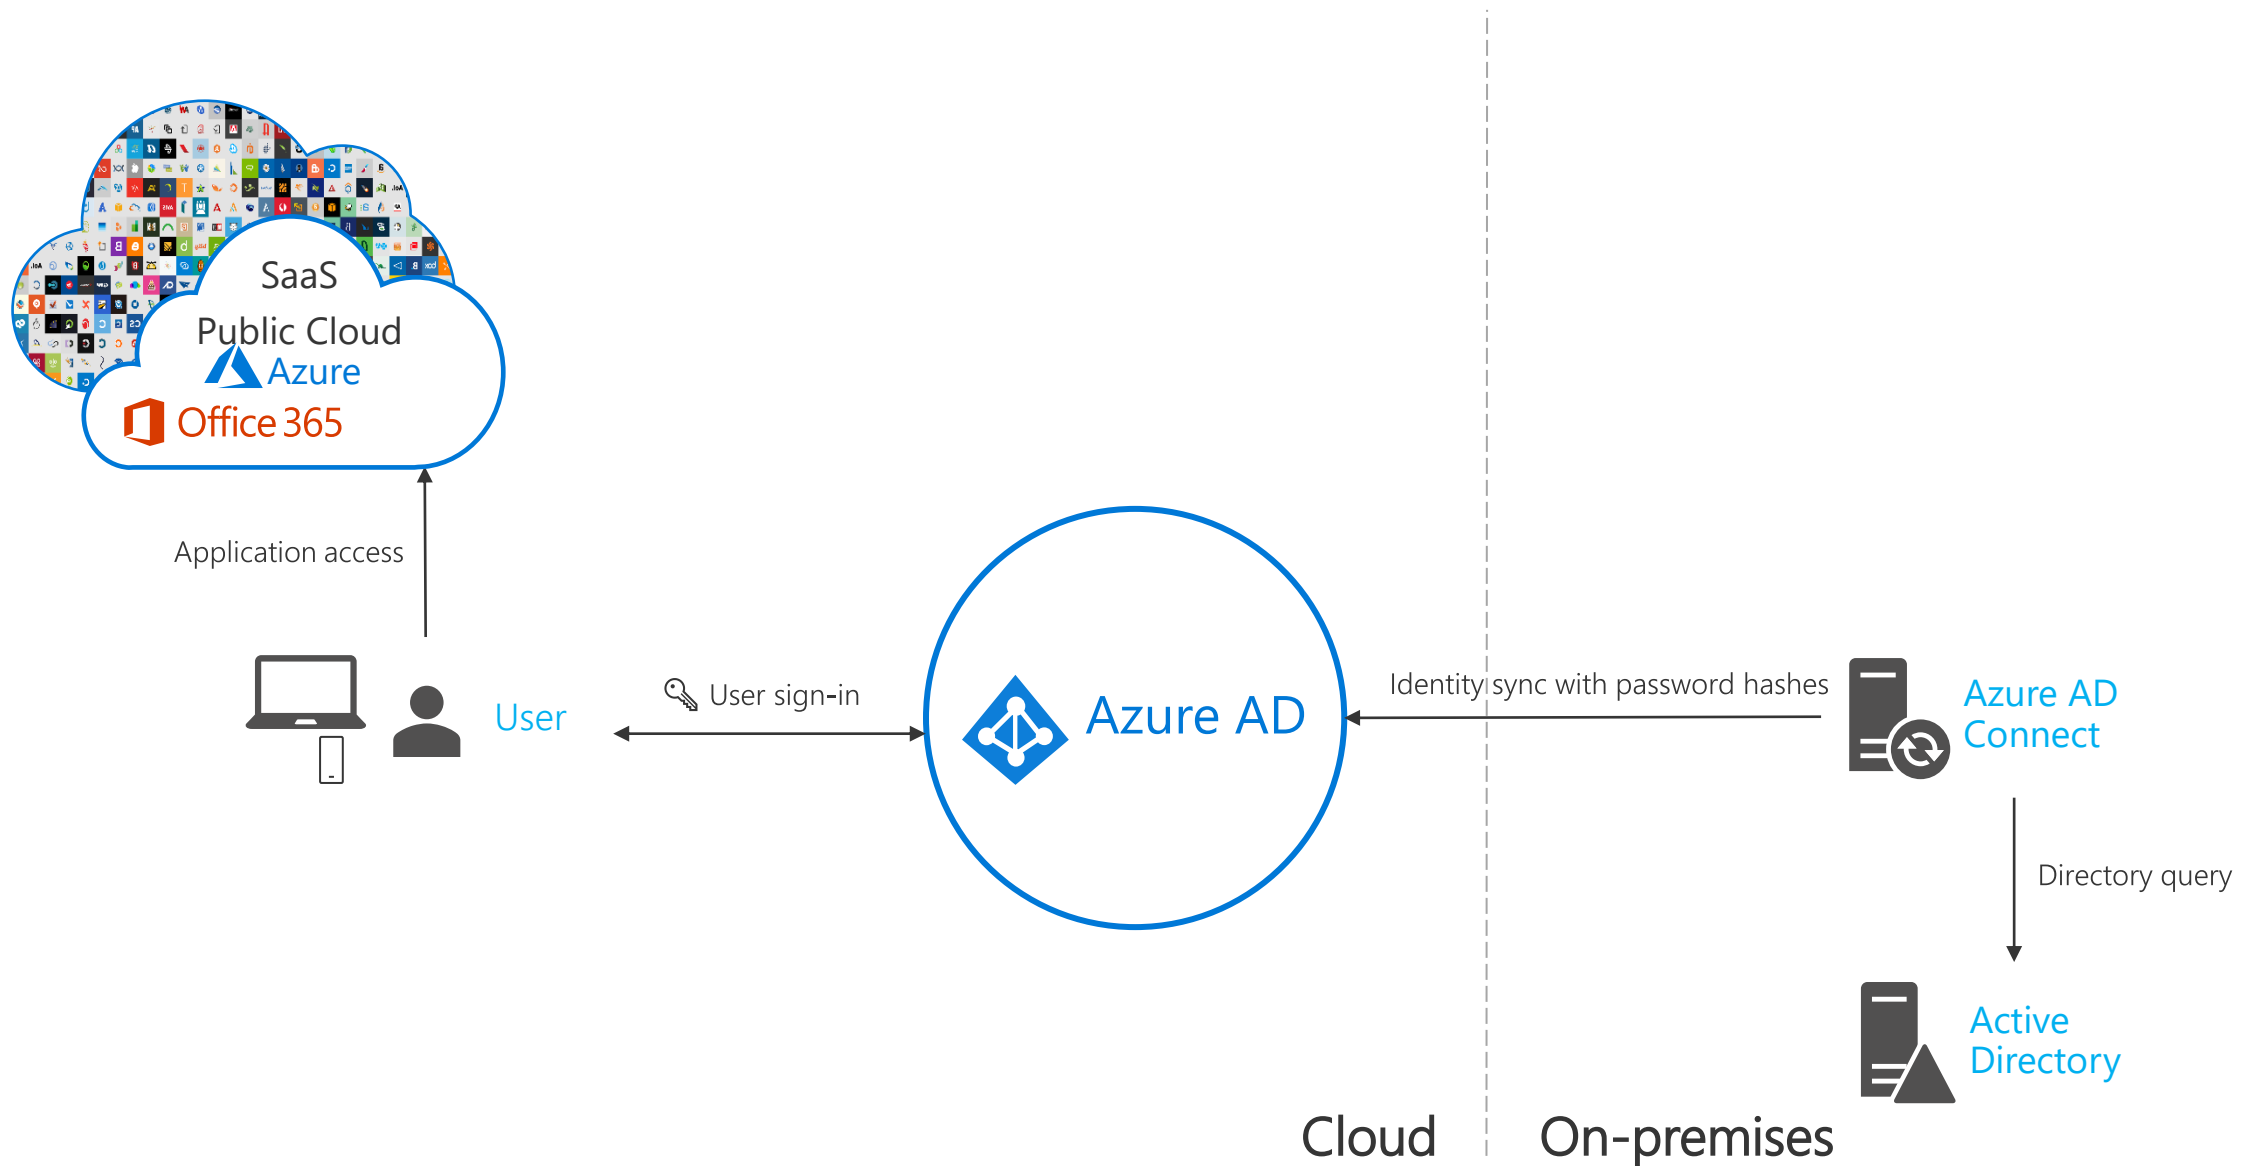 SaaS
Public Cloud
Azure
Office 365
Application access
User
User sign-in
Azure AD
Identity sync with password hashes
Azure AD
Connect
Directory query
Active
Directory
Cloud
On-premises